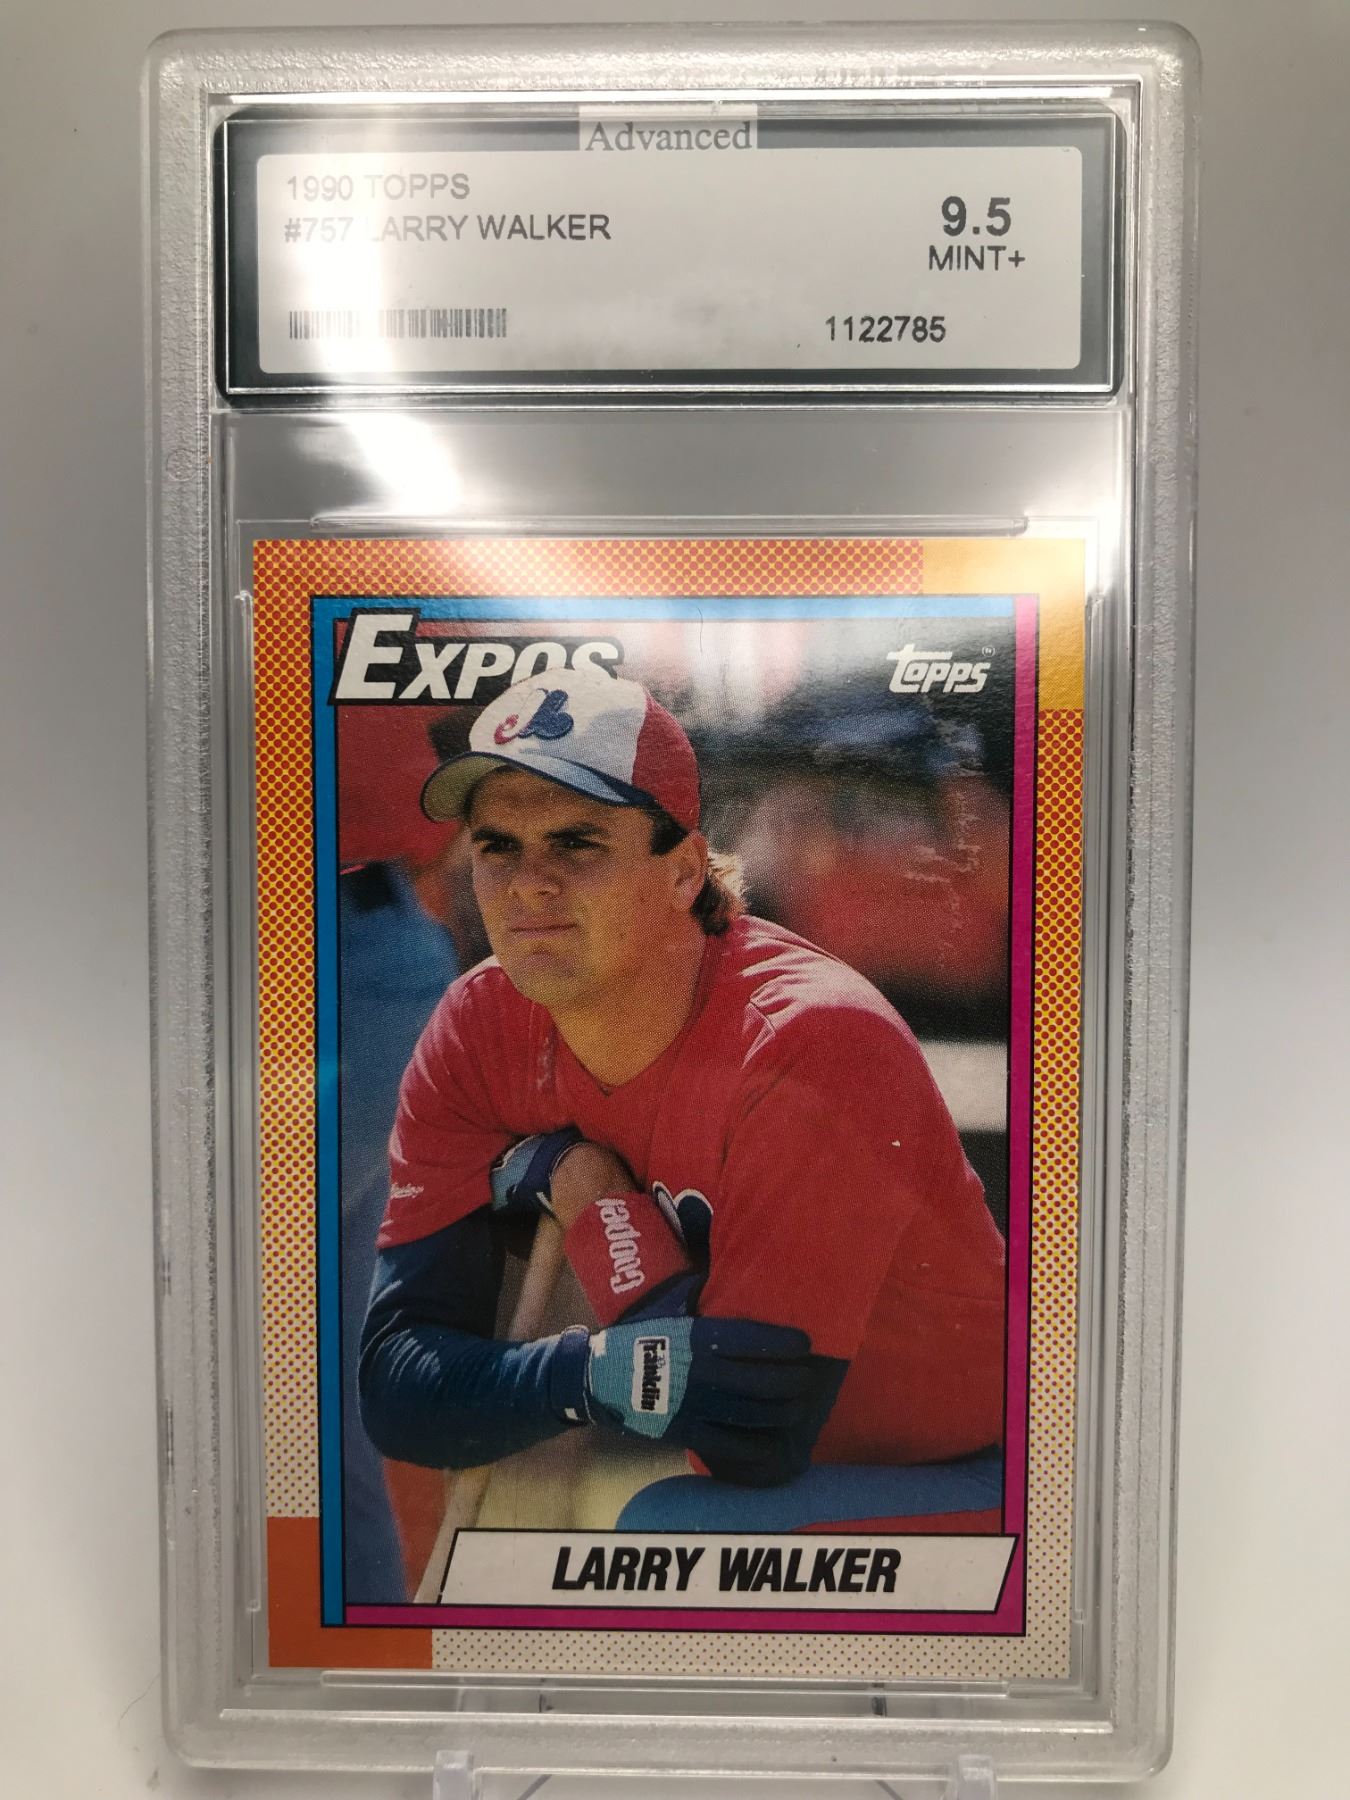 Advanced
1990 TOPPS
#757 LARRY WALKER
9.5
MINT+
1122785
EXPOS
topps
Cooper
Franklin
LARRY WALKER